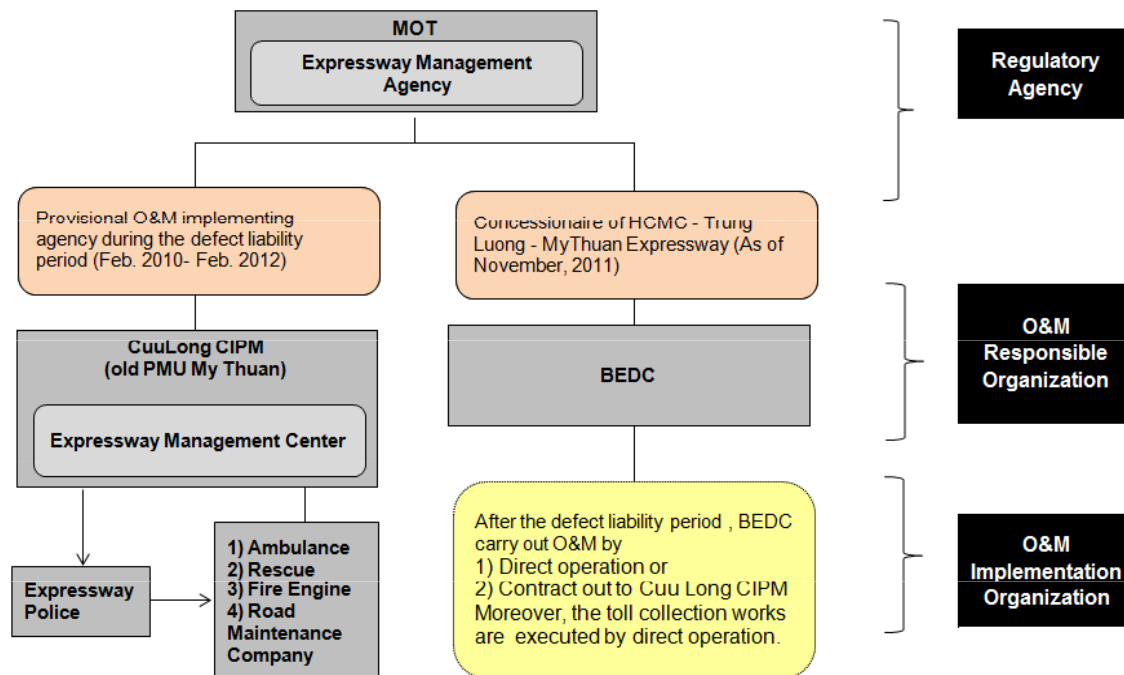 MOT
Expressway Management
Agency
Regulatory
Agency
Provisional O&M implementing
agency during the defect liability
period (Feb. 2010- Feb. 2012)
Concessionaire of HCMC - Trung
Luong - MyThuan Expressway (As of
November, 2011)
CuuLong CIPM
(old PMU My Thuan)
Expressway Management Center
BEDC
O&M
Responsible
Organization
Expressway
Police
1) Ambulance
2) Rescue
3) Fire Engine
4) Road
Maintenance
Company
After the defect liability period , BEDC
carry out O&M by
1) Direct operation or
2) Contract out to Cuu Long CIPM
Moreover, the toll collection works
are executed by direct operation.
O&M
Implementation
Organization